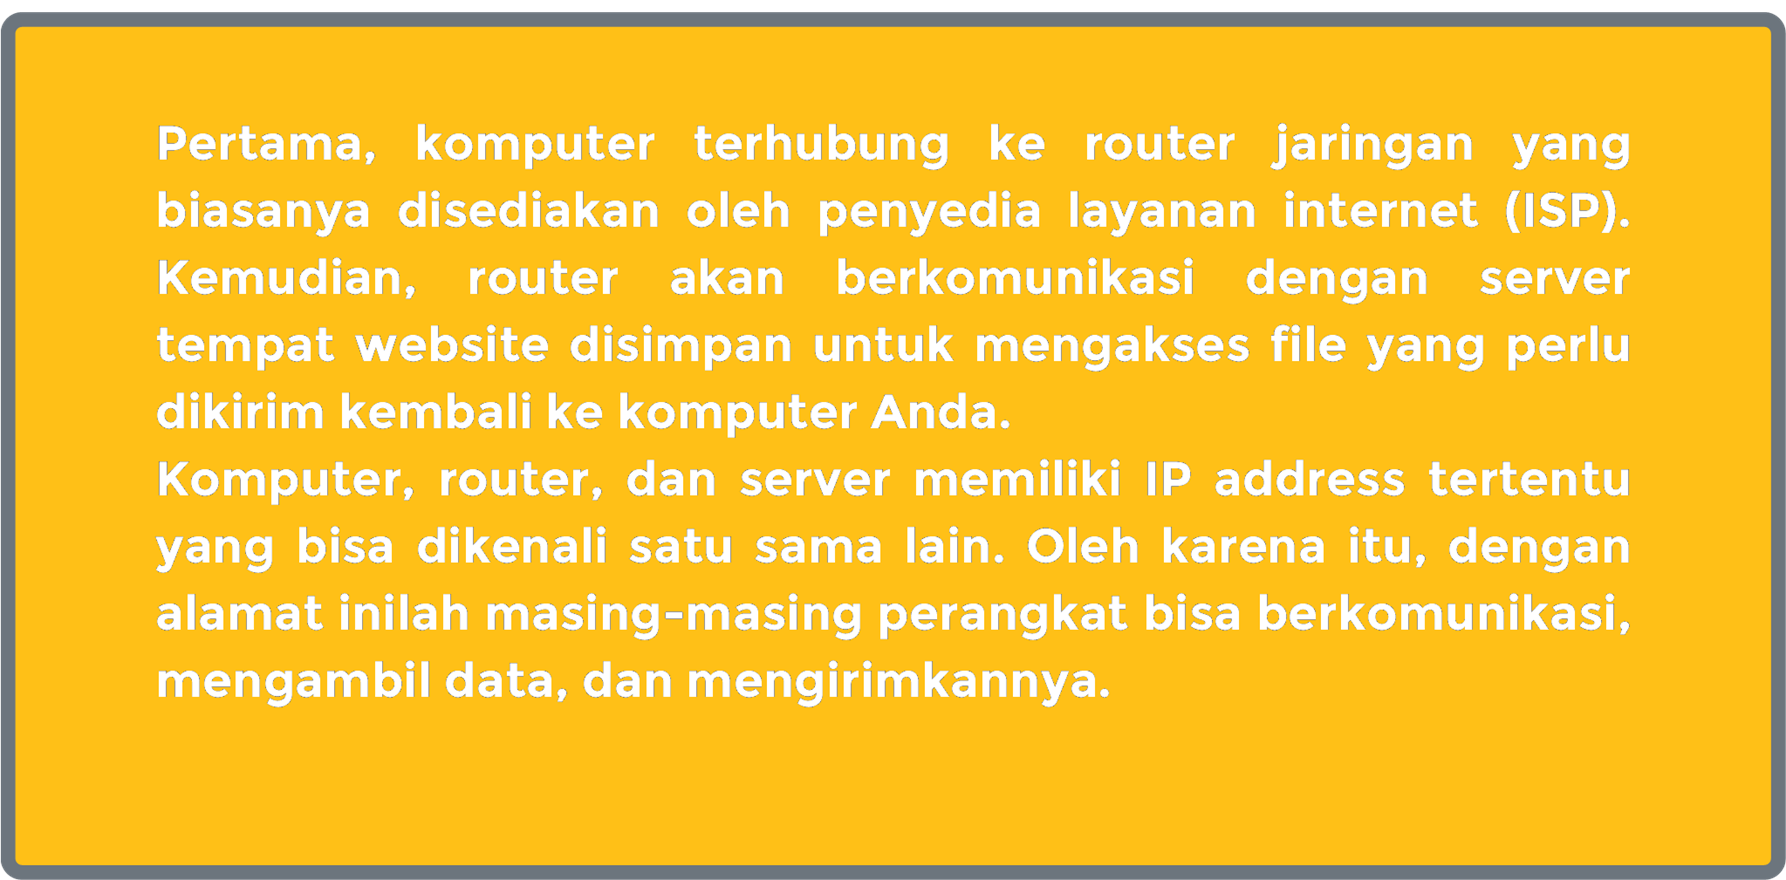 Pertama, komputer terhubung ke router jaringan yang
biasanya disediakan oleh penyedia layanan internet (ISP).
Kemudian, router akan berkomunikasi dengan server
tempat website disimpan untuk mengakses file yang perlu
dikirim kembali ke komputer Anda.
Komputer, router, dan server memiliki IP address tertentu
yang bisa dikenali satu sama lain. Oleh karena itu, dengan
alamat inilah masing-masing perangkat bisa berkomunikasi,
mengambil data, dan mengirimkannya.